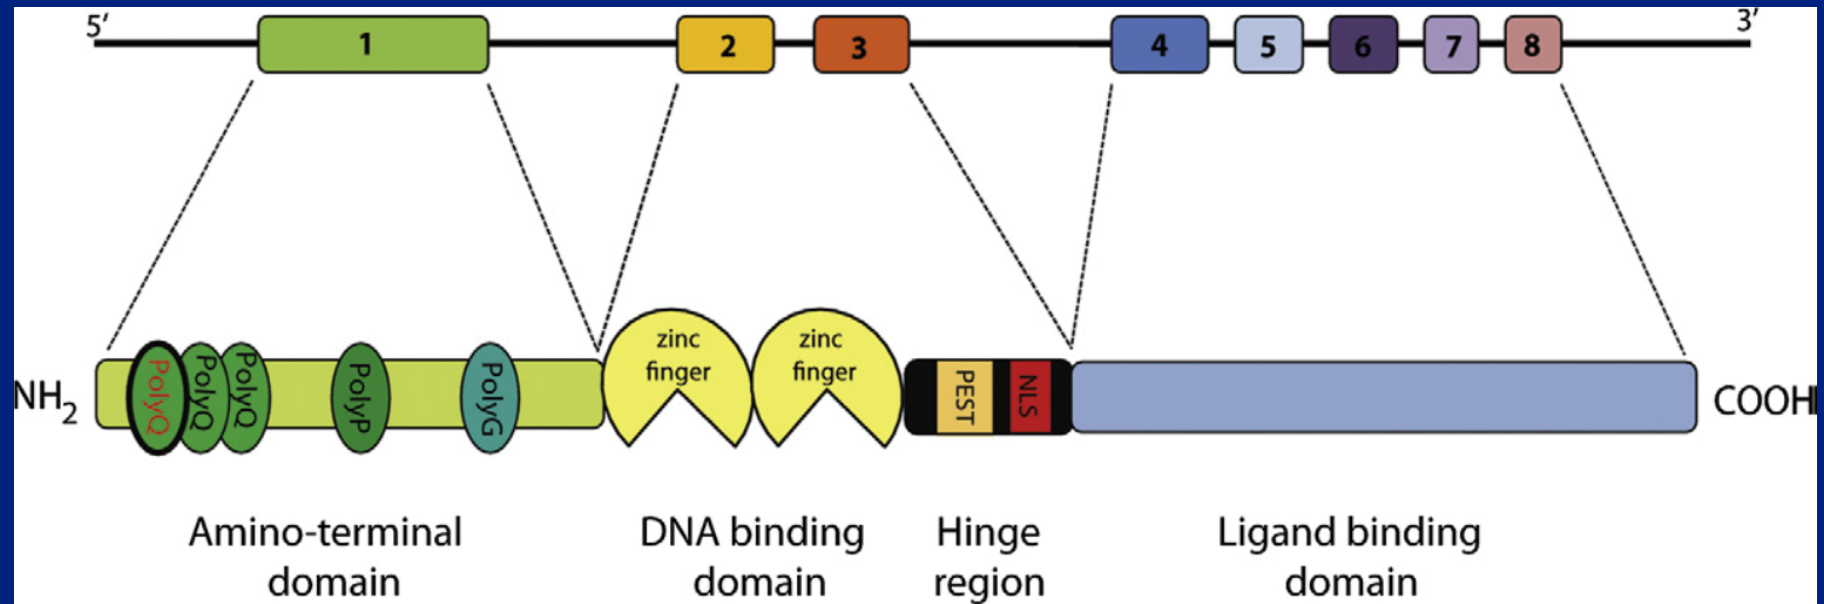 5′
3′
1
2
3
4
5
6
7
8
NH2
PolyQ
PolyQ
PolyQ
PolyP
PolyG
zinc
finger
zinc
finger
PEST
NLS
COOH
Amino-terminal
domain
DNA binding
domain
Hinge
region
Ligand binding
domain